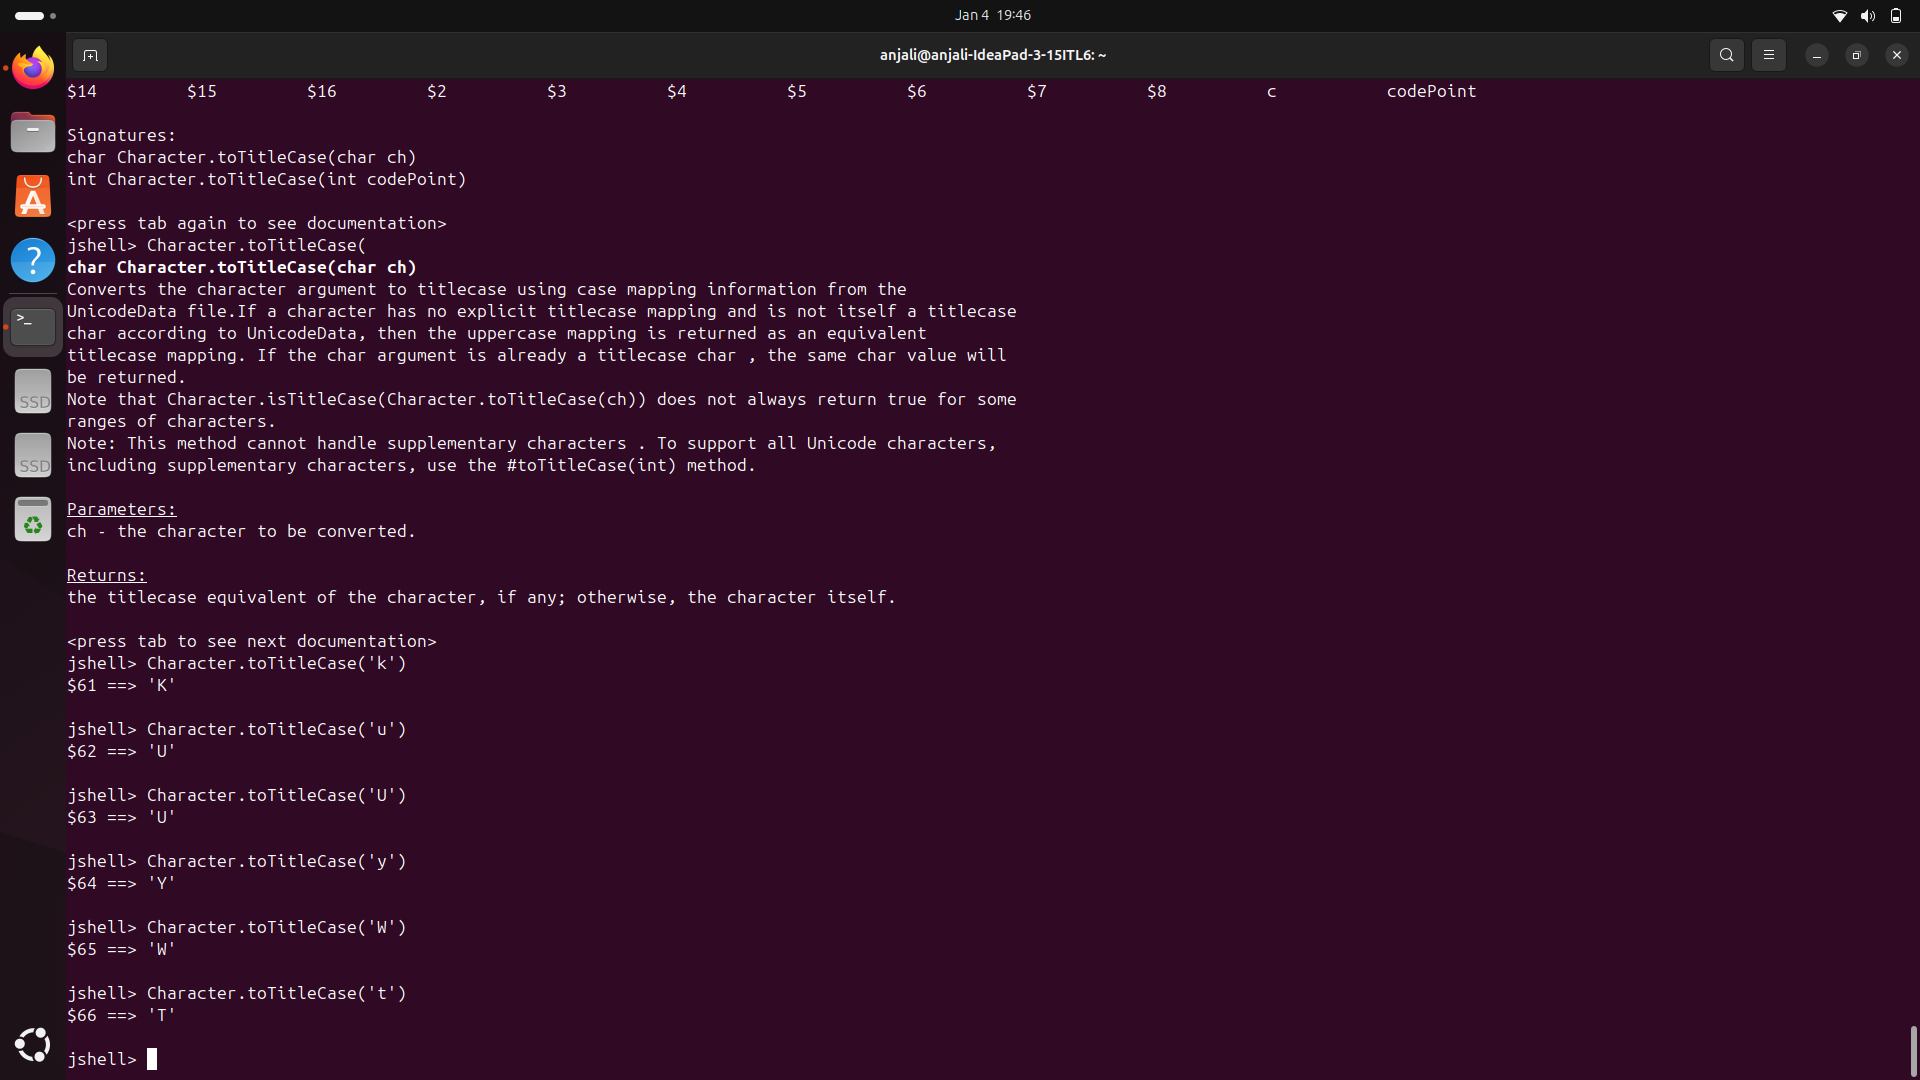 Jan 4 19:46
anjali@anjali-IdeaPad-3-15ITL6: ~
$14 $15 $16 $2 $3 $4 $5 $6 $7 $8 c codePoint
Signatures:
char Character.toTitleCase(char ch)
int Character.toTitleCase(int codePoint)
<press tab again to see documentation>
jshell> Character.toTitleCase(
char Character.toTitleCase(char ch)
Converts the character argument to titlecase using case mapping information from the
UnicodeData file.If a character has no explicit titlecase mapping and is not itself a titlecase
char according to UnicodeData, then the uppercase mapping is returned as an equivalent
titlecase mapping. If the char argument is already a titlecase char , the same char value will
be returned.
Note that Character.isTitleCase(Character.toTitleCase(ch)) does not always return true for some
ranges of characters.
Note: This method cannot handle supplementary characters . To support all Unicode characters,
including supplementary characters, use the #toTitleCase(int) method.
Parameters:
ch - the character to be converted.
Returns:
the titlecase equivalent of the character, if any; otherwise, the character itself.
<press tab to see next documentation>
jshell> Character.toTitleCase('k')
$61 ==> 'K'
jshell> Character.toTitleCase('u')
$62 ==> 'U'
jshell> Character.toTitleCase('U')
$63 ==> 'U'
jshell> Character.toTitleCase('y')
$64 ==> 'Y'
jshell> Character.toTitleCase('W')
$65 ==> 'W'
jshell> Character.toTitleCase('t')
$66 ==> 'T'
jshell>
A
?
>_
SSD
SSD